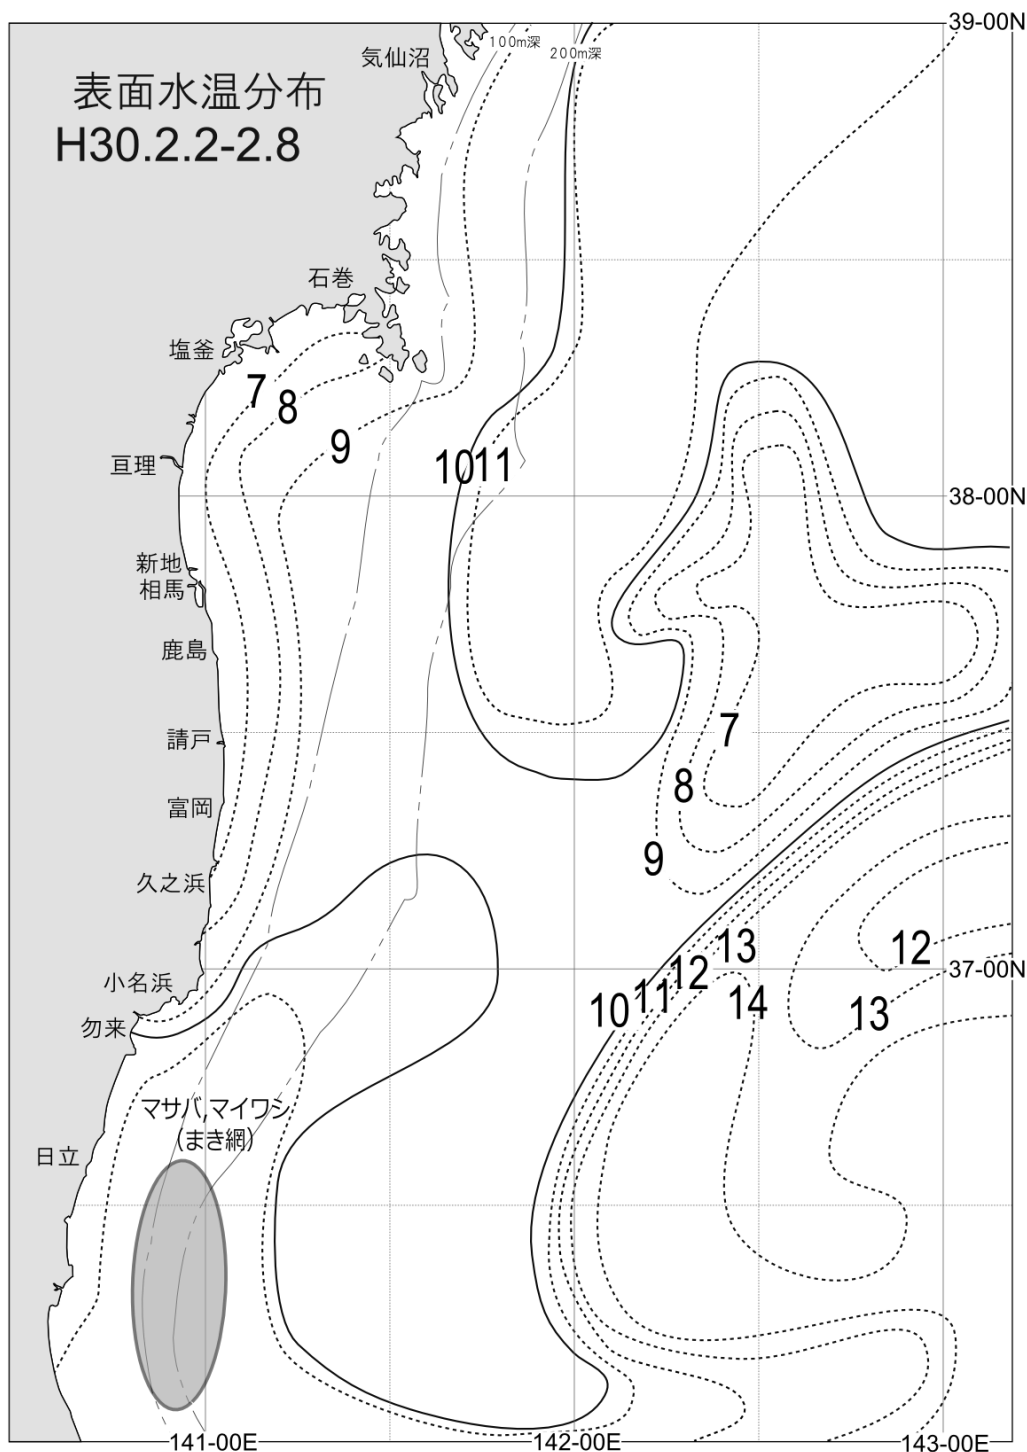 39-00N
100m深
200m深
気仙沼
表面水温分布
H30.2.2-2.8
石巻
塩釜
7
8
9
10
11
亘理
38-00N
新地
相馬
鹿島
請戸
7
富岡
8
9
久之浜
13
12
12
37-00N
小名浜
11
14
10
13
勿来
マサバ,マイワシ
(まき網)
日立
141-00E
142-00E
143-00E